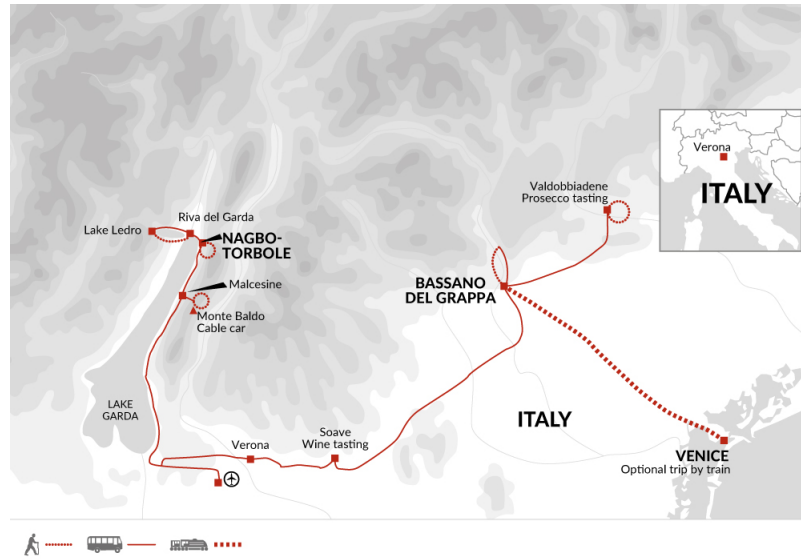 Verona
ITALY
Valdobbiadene
Prosecco tasting
Riva del Garda
Lake Ledro
NAGBO-
TORBOLE
Malcesine
BASSANO
DEL GRAPPA
Monte Baldo
Cable car
LAKE
GARDA
ITALY
Soave
Wine tasting
Verona
VENICE
Optional trip by train